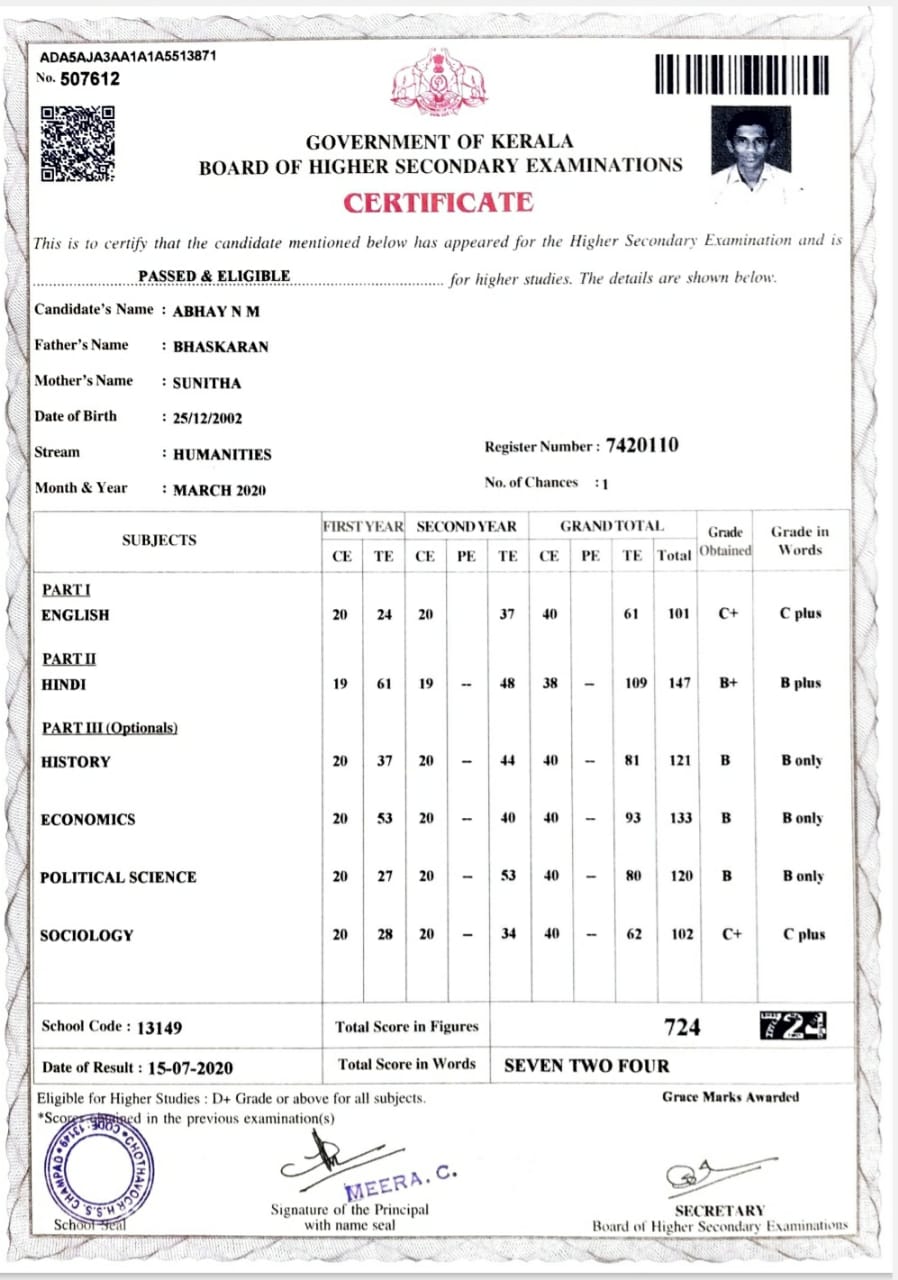 ADA5AJA3AA1A1A5513871
No. 507612
GOVERNMENT OF KERALA
BOARD OF HIGHER SECONDARY EXAMINATIONS
CERTIFICATE
This is to certify that the candidate mentioned below has appeared for the Higher Secondary Examination and is
PASSED & ELIGIBLE for higher studies. The details are shown below.
Candidate's Name : ABHAY N M
Father's Name : BHASKARAN
Mother's Name : SUNITHA
Date of Birth : 25/12/2002
Stream : HUMANITIES Register Number : 7420110
Month & Year : MARCH 2020 No. of Chances : 1
SUBJECTS FIRST YEAR SECOND YEAR GRAND TOTAL Grade Obtained Grade in Words
CE TE CE PE TE CE PE TE Total
PART I
ENGLISH 20 24 20 37 40 61 101 C+ C plus
PART II
HINDI 19 61 19 -- 48 38 -- 109 147 B+ B plus
PART III (Optionals)
HISTORY 20 37 20 -- 44 40 -- 81 121 B B only
ECONOMICS 20 53 20 -- 40 40 -- 93 133 B B only
POLITICAL SCIENCE 20 27 20 -- 53 40 -- 80 120 B B only
SOCIOLOGY 20 28 20 -- 34 40 -- 62 102 C+ C plus
School Code : 13149 Total Score in Figures 724 724
Date of Result : 15-07-2020 Total Score in Words SEVEN TWO FOUR
Eligible for Higher Studies : D+ Grade or above for all subjects. Grace Marks Awarded
*Scores obtained in the previous examination(s)
CODE: 13149 * CHOTHAVOOR H.S.S. CHAMPAD *
MEERA. C.
School Seal
Signature of the Principal
with name seal
SECRETARY
Board of Higher Secondary Examinations